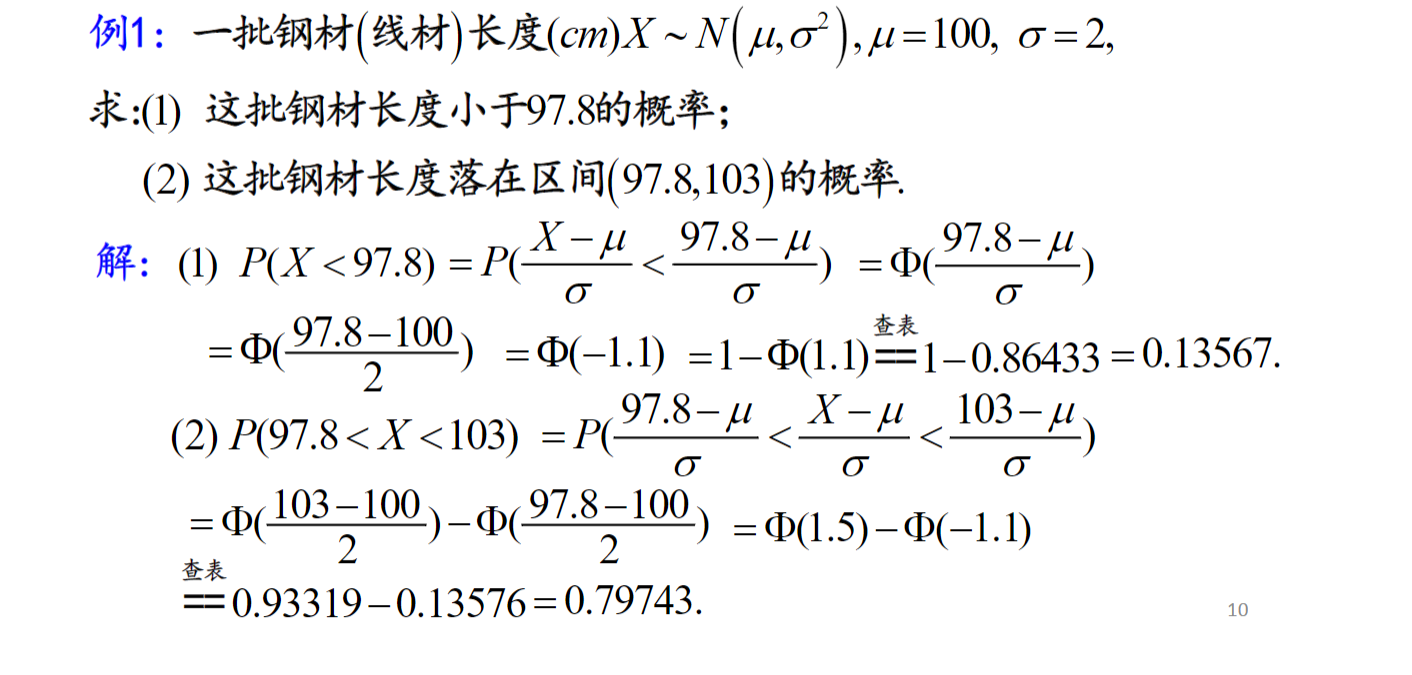 例1：一批钢材(线材)长度(cm)X ~ N(μ,σ²),μ=100, σ=2,
求:(1) 这批钢材长度小于97.8的概率;
(2) 这批钢材长度落在区间(97.8,103)的概率.
解：(1) P(X<97.8) =P((X-μ)/σ < (97.8-μ)/σ) =Φ((97.8-μ)/σ)
=Φ((97.8-100)/2) =Φ(-1.1) =1-Φ(1.1) 查表 == 1-0.86433=0.13567.
(2) P(97.8<X<103) =P((97.8-μ)/σ < (X-μ)/σ < (103-μ)/σ)
=Φ((103-100)/2)-Φ((97.8-100)/2) =Φ(1.5)-Φ(-1.1)
查表 == 0.93319-0.13576=0.79743.
10